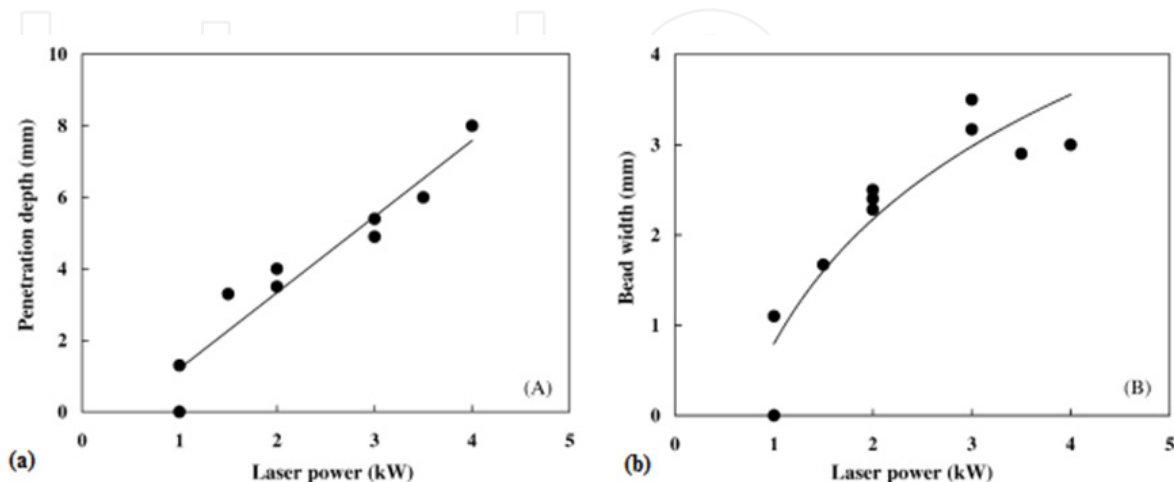 10
8
6
4
2
0
0 1 2 3 4 5
Penetration depth (mm)
Laser power (kW)
(A)
(a)
4
3
2
1
0
0 1 2 3 4 5
Bead width (mm)
Laser power (kW)
(B)
(b)